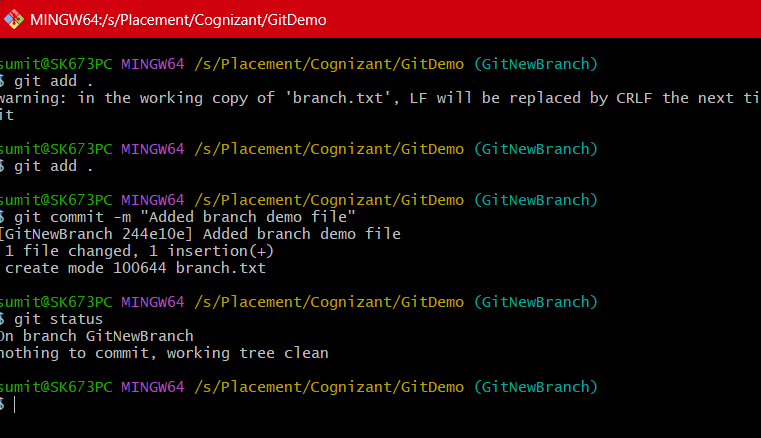 MINGW64:/s/Placement/Cognizant/GitDemo
sumit@SK673PC MINGW64 /s/Placement/Cognizant/GitDemo (GitNewBranch)
$ git add .
warning: in the working copy of 'branch.txt', LF will be replaced by CRLF the next ti
it
sumit@SK673PC MINGW64 /s/Placement/Cognizant/GitDemo (GitNewBranch)
$ git add .
sumit@SK673PC MINGW64 /s/Placement/Cognizant/GitDemo (GitNewBranch)
$ git commit -m "Added branch demo file"
[GitNewBranch 244e10e] Added branch demo file
1 file changed, 1 insertion(+)
create mode 100644 branch.txt
sumit@SK673PC MINGW64 /s/Placement/Cognizant/GitDemo (GitNewBranch)
$ git status
On branch GitNewBranch
nothing to commit, working tree clean
sumit@SK673PC MINGW64 /s/Placement/Cognizant/GitDemo (GitNewBranch)
$